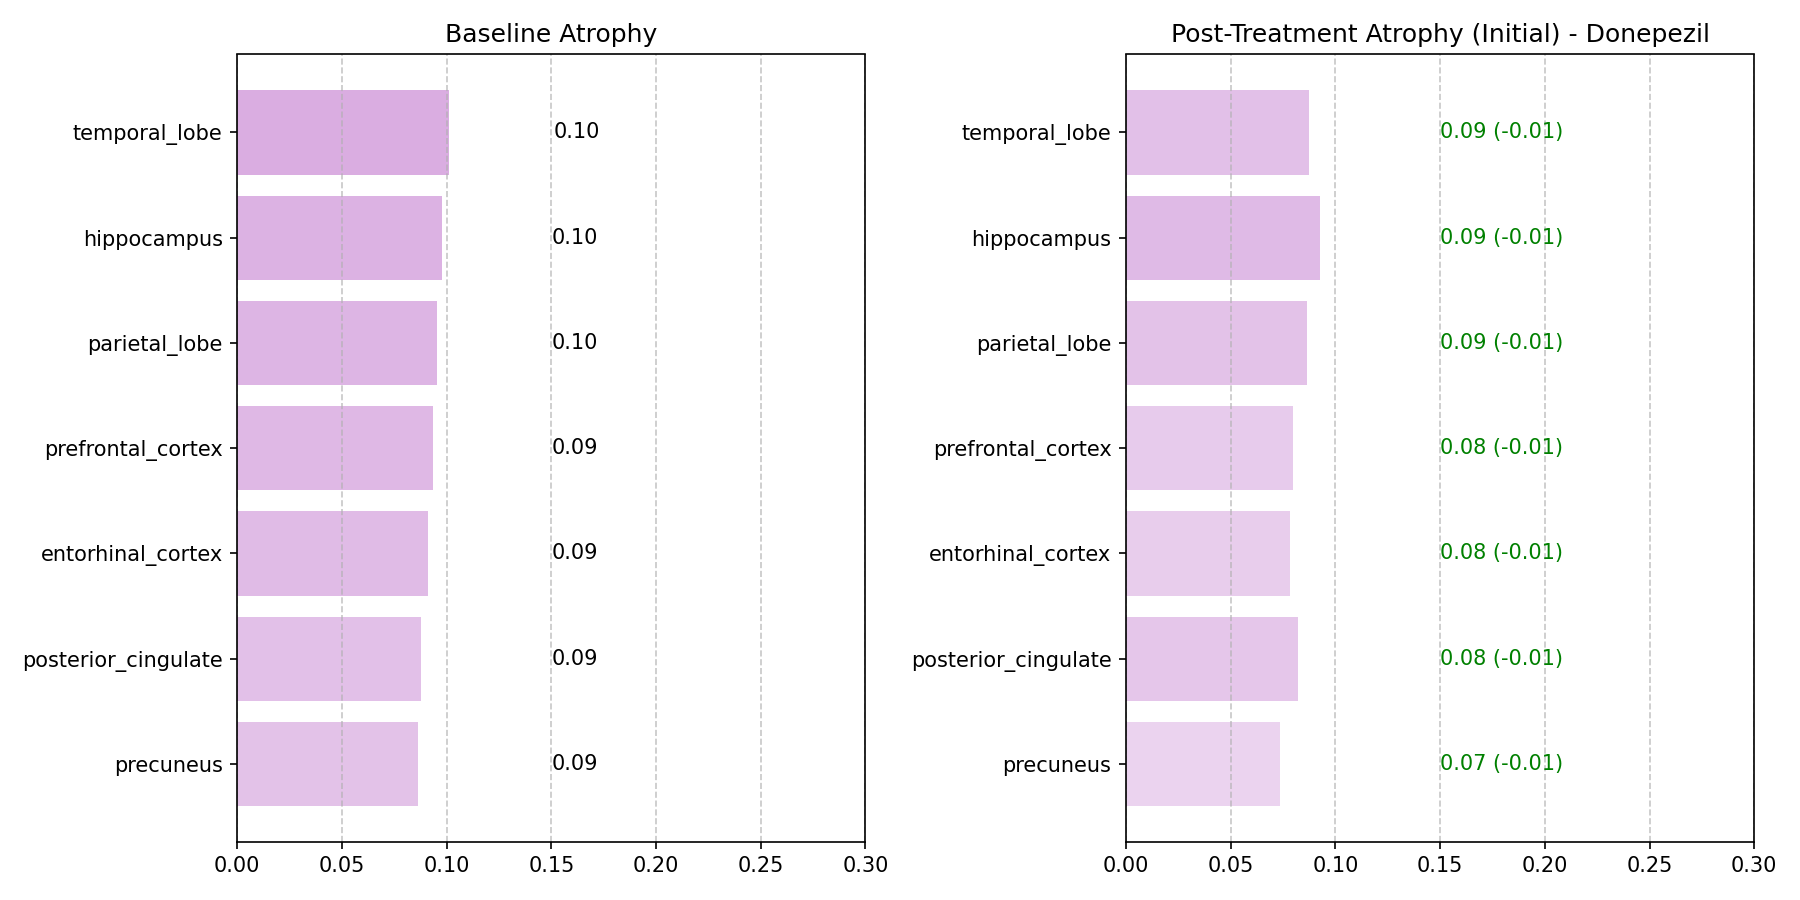 Baseline Atrophy
temporal_lobe
0.10
hippocampus
0.10
parietal_lobe
0.10
prefrontal_cortex
0.09
entorhinal_cortex
0.09
posterior_cingulate
0.09
precuneus
0.09
0.00 0.05 0.10 0.15 0.20 0.25 0.30
Post-Treatment Atrophy (Initial) - Donepezil
temporal_lobe
0.09 (-0.01)
hippocampus
0.09 (-0.01)
parietal_lobe
0.09 (-0.01)
prefrontal_cortex
0.08 (-0.01)
entorhinal_cortex
0.08 (-0.01)
posterior_cingulate
0.08 (-0.01)
precuneus
0.07 (-0.01)
0.00 0.05 0.10 0.15 0.20 0.25 0.30